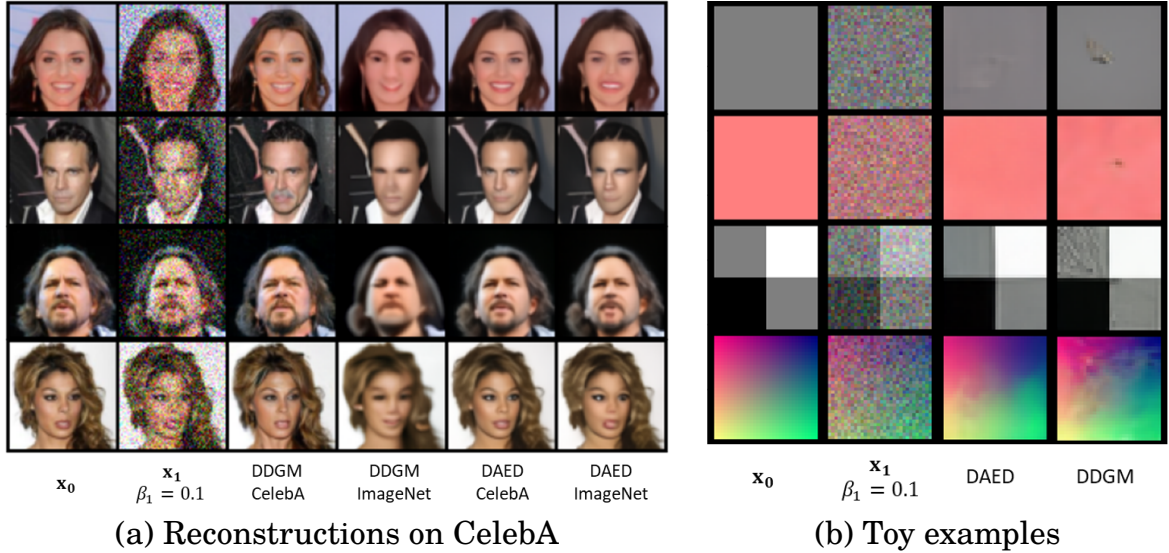 x₀
x₁
β₁ = 0.1
DDGM
CelebA
DDGM
ImageNet
DAED
CelebA
DAED
ImageNet
(a) Reconstructions on CelebA
x₀
x₁
β₁ = 0.1
DAED
DDGM
(b) Toy examples